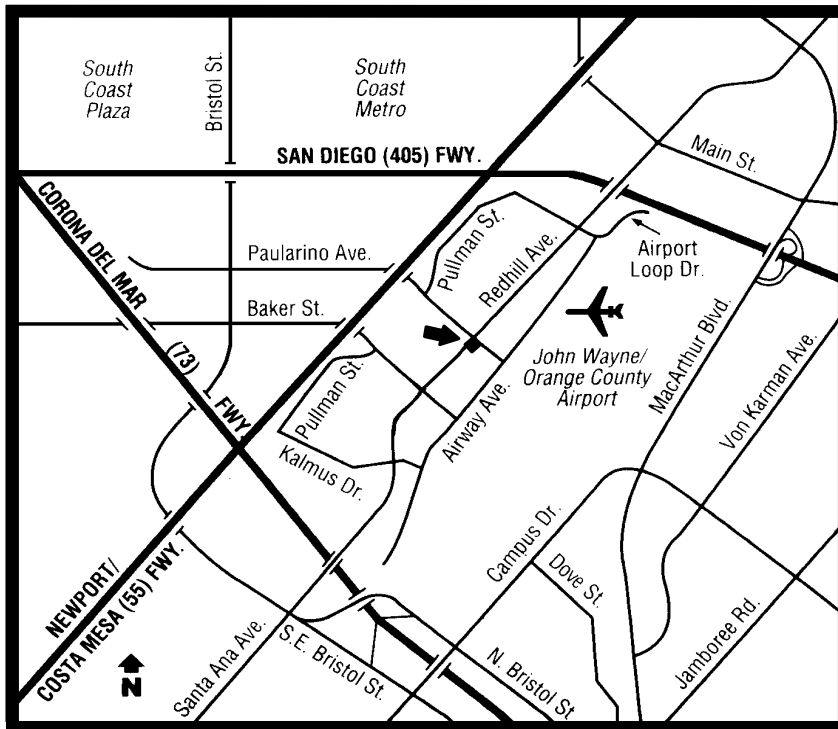 South
Coast
Plaza
Bristol St.
South
Coast
Metro
SAN DIEGO (405) FWY.
Main St.
CORONA DEL MAR
(73)
FWY.
Paularino Ave.
Pullman St.
Redhill Ave.
Airport
Loop Dr.
Baker St.
MacArthur Blvd.
John Wayne/
Orange County
Airport
Von Karman Ave.
Pullman St.
Airway Ave.
Kalmus Dr.
Campus Dr.
Dove St.
NEWPORT/
COSTA MESA (55) FWY.
N
Santa Ana Ave.
S.E. Bristol St.
N. Bristol St
Jamboree Rd.